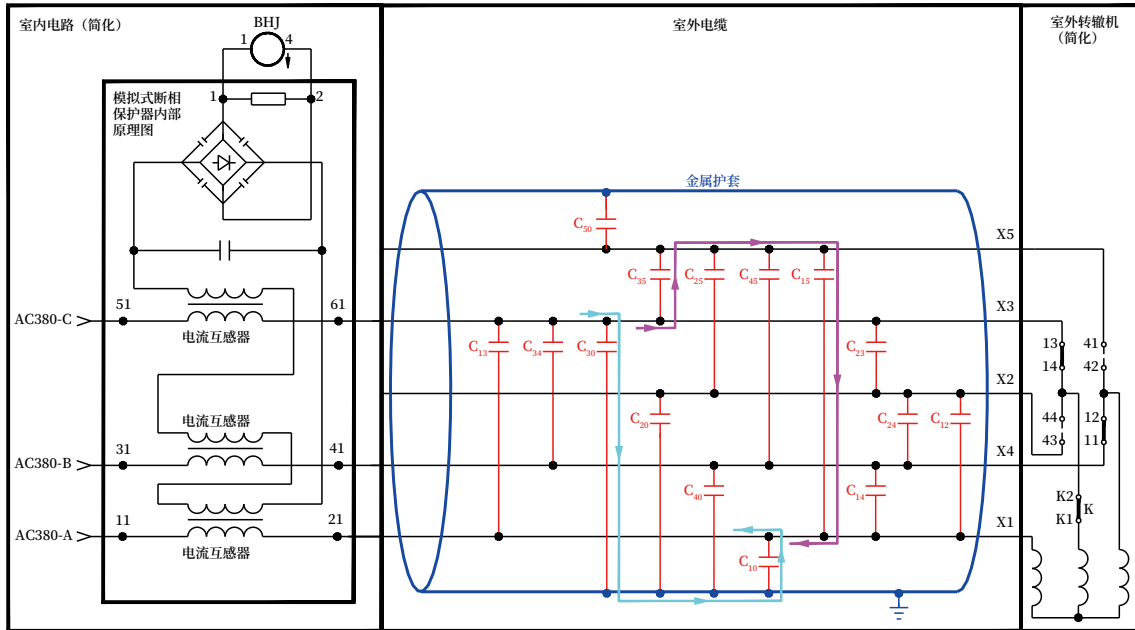 室内电路（简化）
BHJ
1
4
模拟式断相
保护器内部
原理图
1
2
51
61
AC380-C
电流互感器
电流互感器
31
41
AC380-B
11
21
AC380-A
电流互感器
室外电缆
金属护套
C50
C35
C25
C45
C15
C13
C34
C30
C23
C20
C24
C12
C40
C14
C10
X5
X3
X2
X4
X1
室外转辙机
（简化）
13
41
14
42
44
12
43
11
K2
K
K1